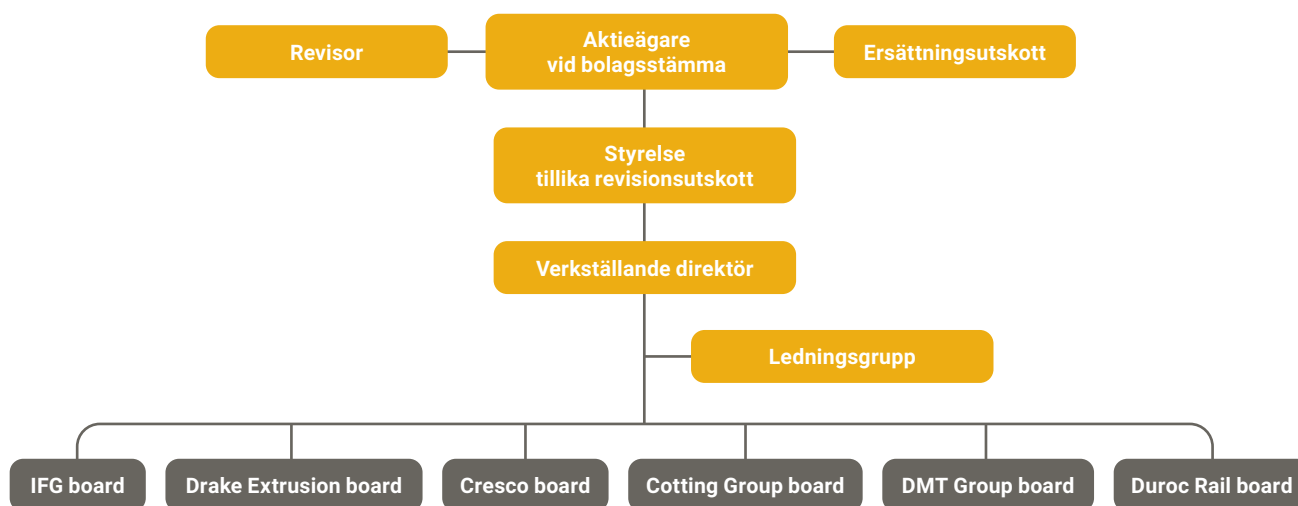 Revisor
Aktieägare
vid bolagsstämma
Ersättningsutskott
Styrelse
tillika revisionsutskott
Verkställande direktör
Ledningsgrupp
IFG board
Drake Extrusion board
Cresco board
Cotting Group board
DMT Group board
Duroc Rail board